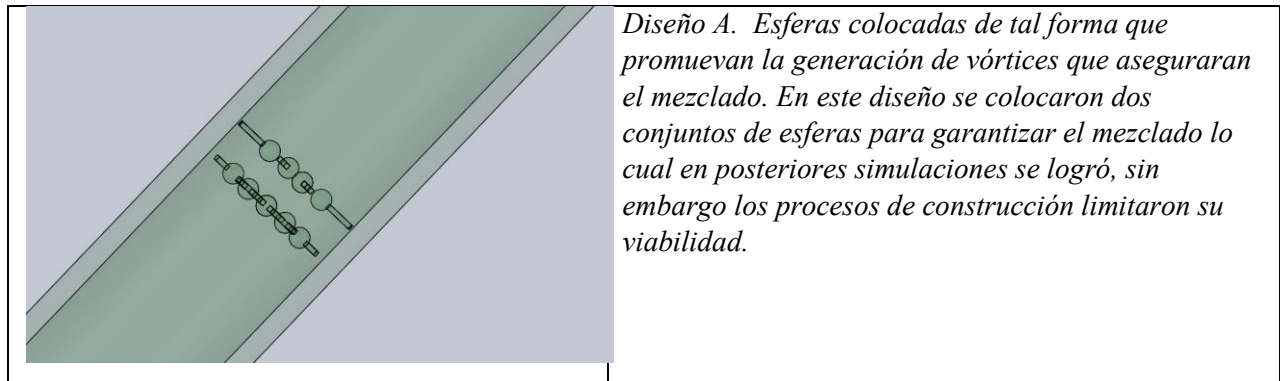 Diseño A.  Esferas colocadas de tal forma que
promuevan la generación de vórtices que aseguraran
el mezclado. En este diseño se colocaron dos
conjuntos de esferas para garantizar el mezclado lo
cual en posteriores simulaciones se logró, sin
embargo los procesos de construcción limitaron su
viabilidad.